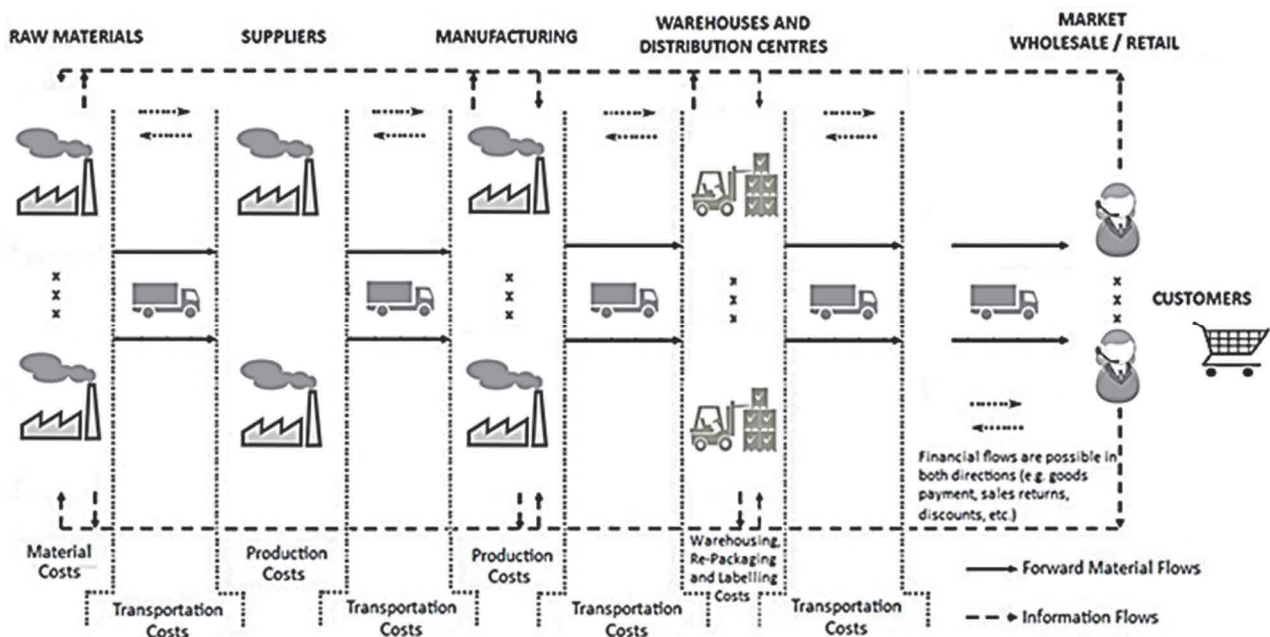 RAW MATERIALS
SUPPLIERS
MANUFACTURING
WAREHOUSES AND
DISTRIBUTION CENTRES
MARKET
WHOLESALE / RETAIL
x
x
x
x
x
x
x
x
x
x
x
x
CUSTOMERS
Financial flows are possible in
both directions (e.g. goods
payment, sales returns,
discounts, etc.)
Material
Costs
Production
Costs
Production
Costs
Warehousing,
Re-Packaging
and Labelling
Costs
Transportation
Costs
Transportation
Costs
Transportation
Costs
Transportation
Costs
Forward Material Flows
Information Flows